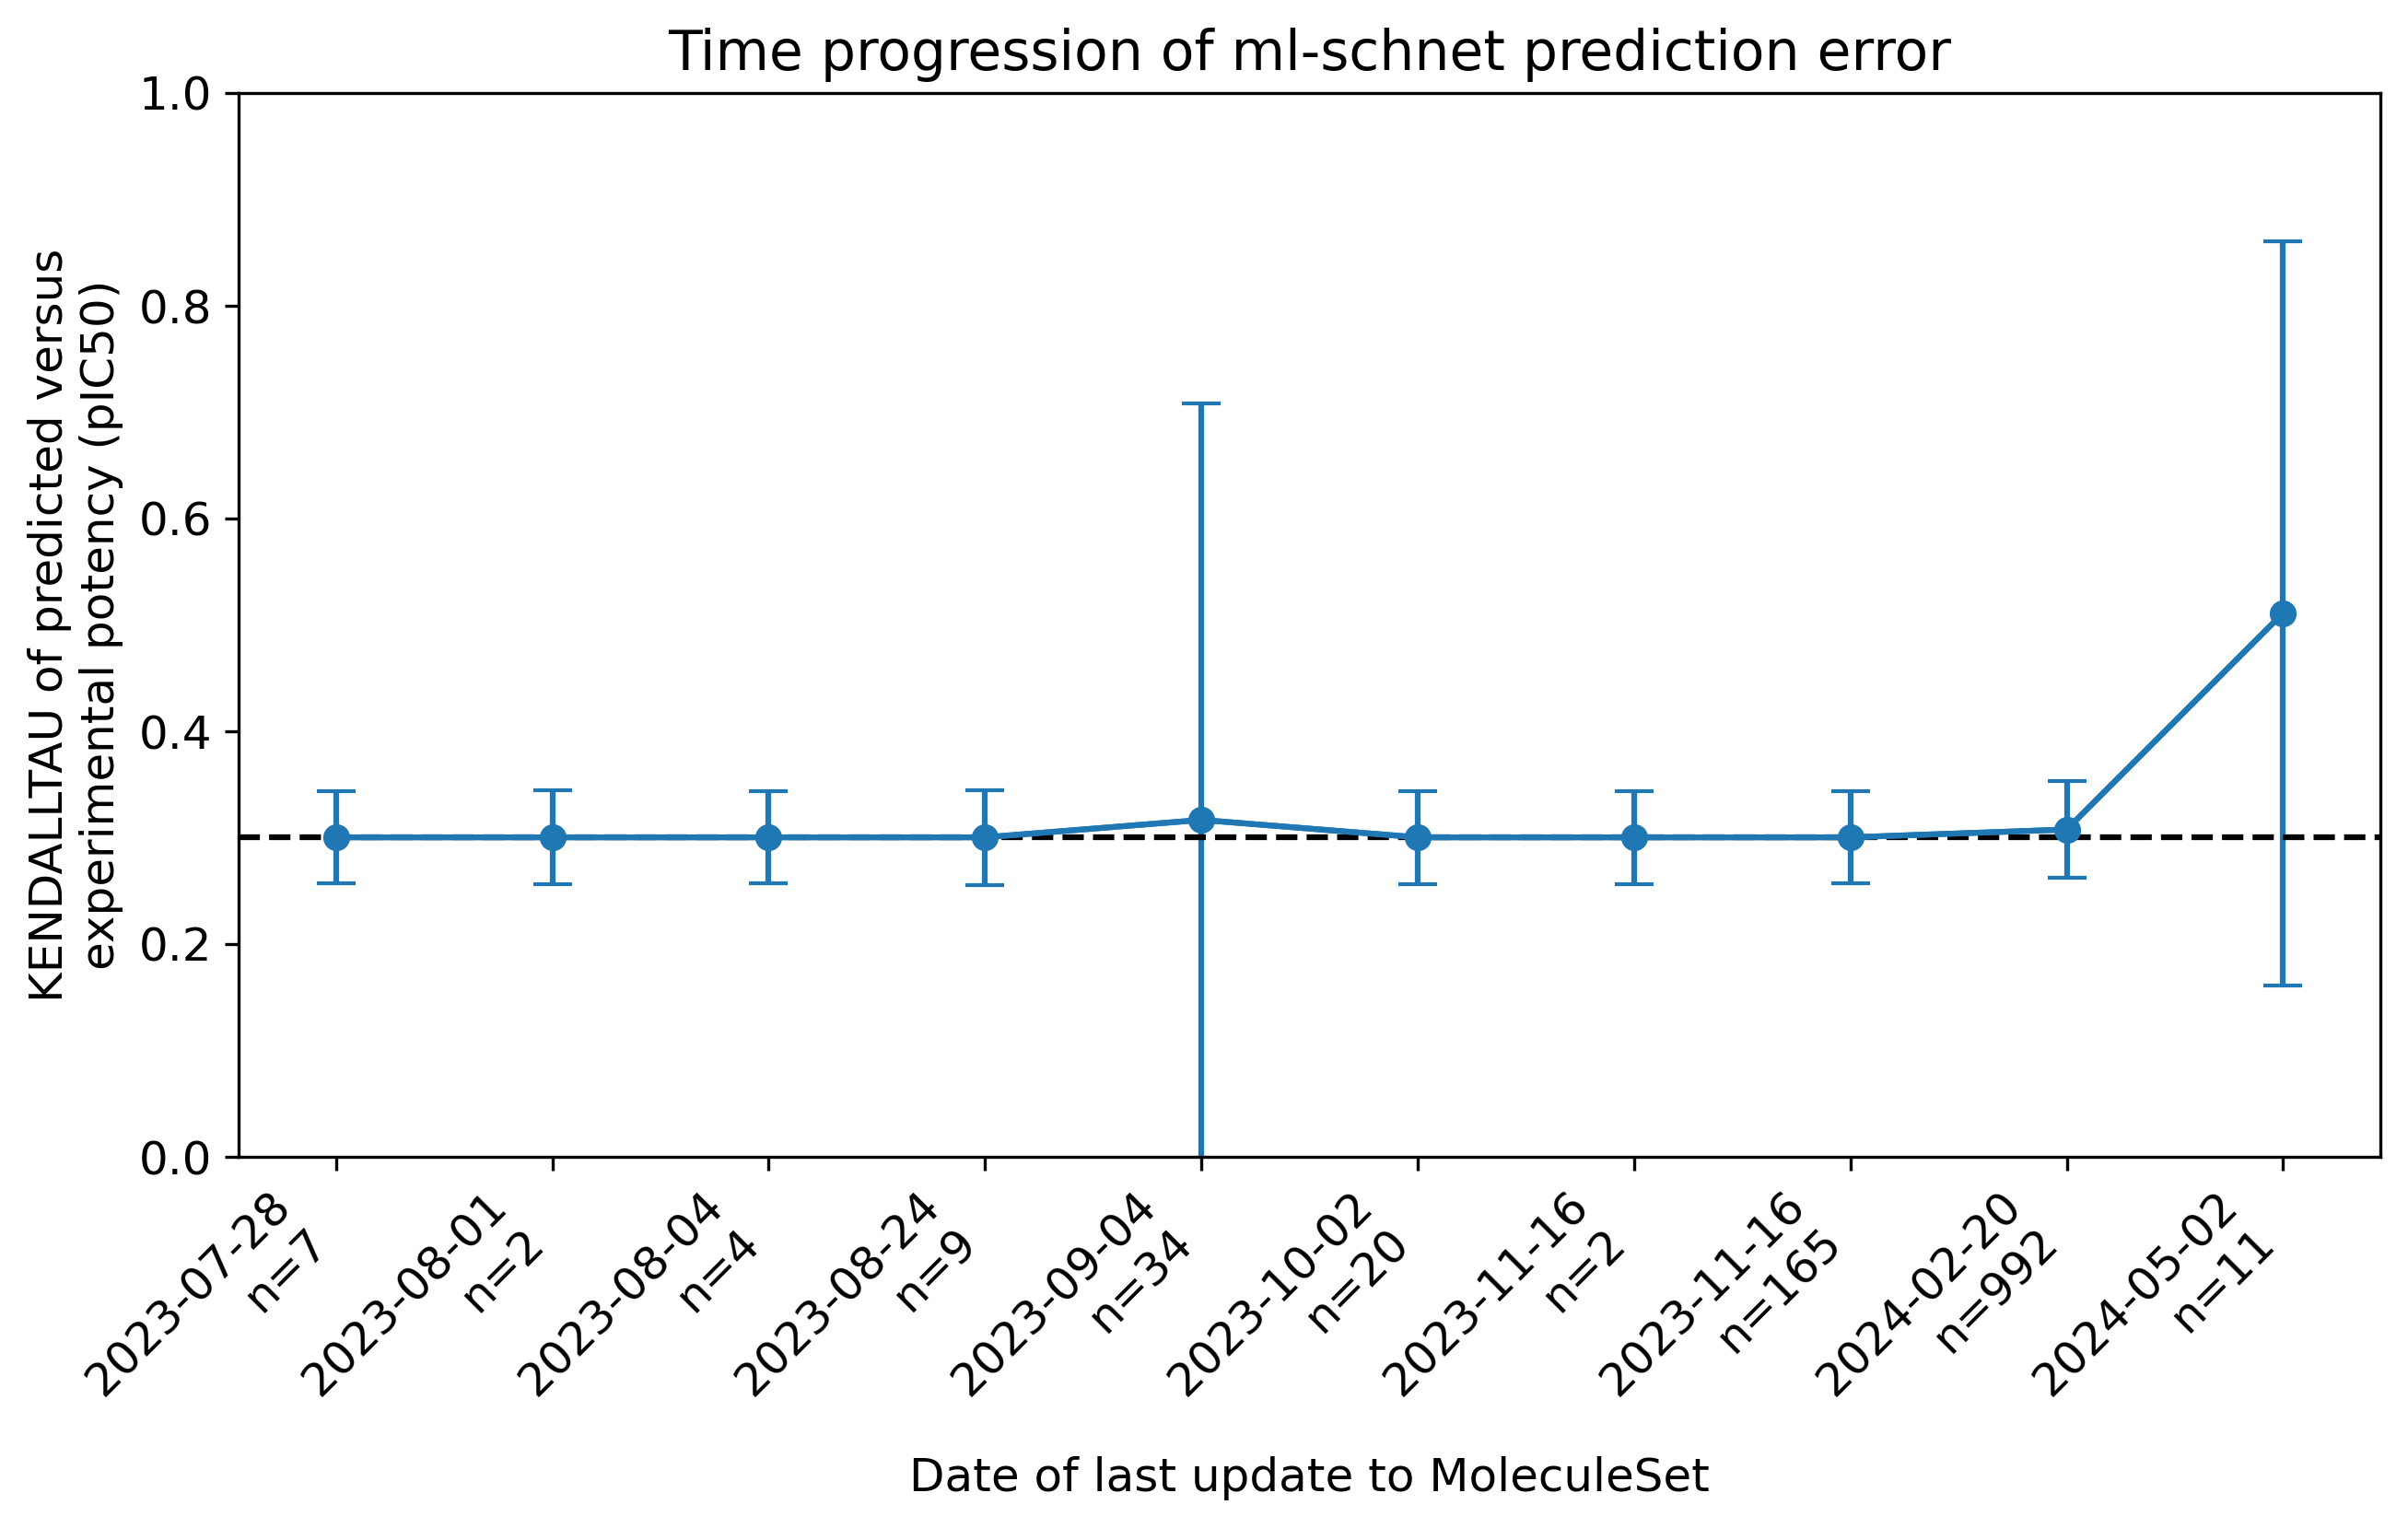 Time progression of ml-schnet prediction error
KENDALLTAU of predicted versus
experimental potency (pIC50)
1.0
0.8
0.6
0.4
0.2
0.0
2023-07-28
n=7
2023-08-01
n=2
2023-08-04
n=4
2023-08-24
n=9
2023-09-04
n=34
2023-10-02
n=20
2023-11-16
n=2
2023-11-16
n=165
2024-02-20
n=992
2024-05-02
n=11
Date of last update to MoleculeSet